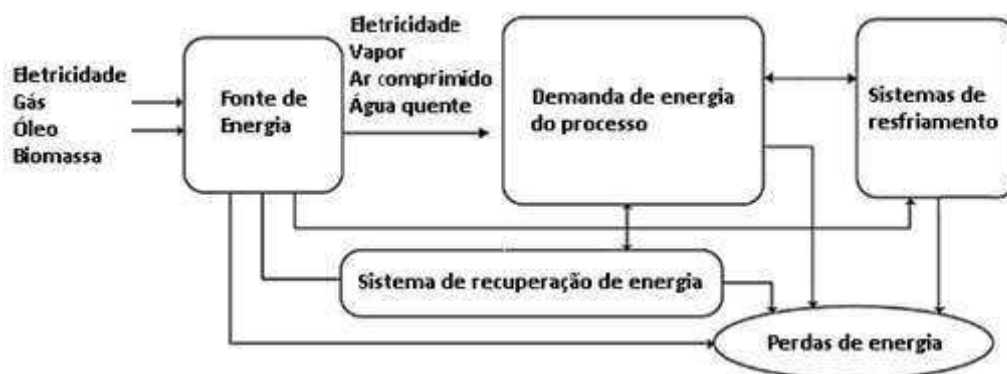 Eletricidade
Gás
Óleo
Biomassa
Fonte de
Energia
Eletricidade
Vapor
Ar comprimido
Água quente
Demanda de energia
do processo
Sistemas de
resfriamento
Sistema de recuperação de energia
Perdas de energia